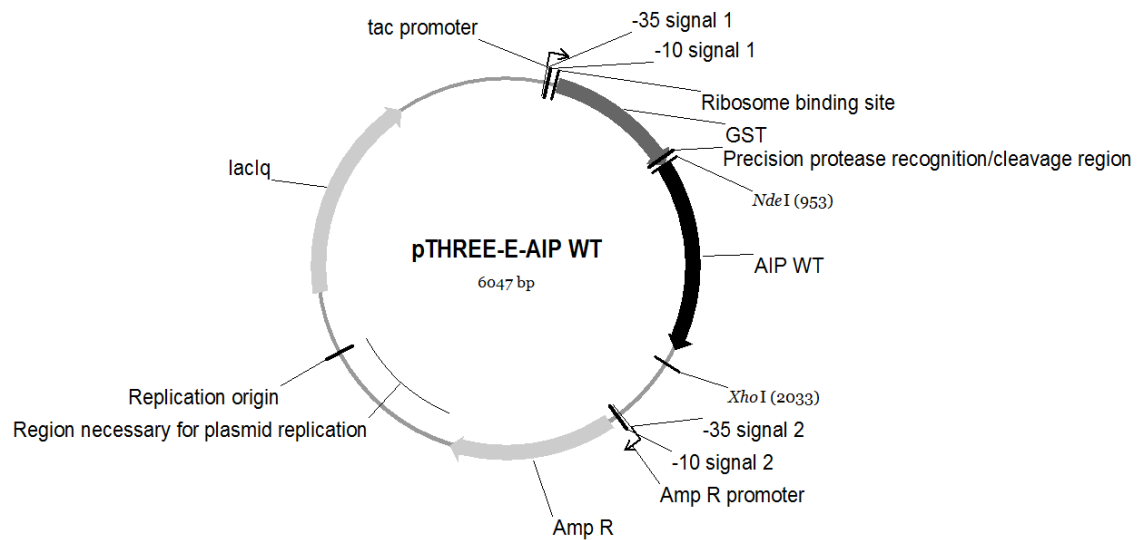 -35 signal 1
tac promoter
-10 signal 1
Ribosome binding site
GST
Precision protease recognition/cleavage region
lacIq
NdeI (953)
pTHREE-E-AIP WT
6047 bp
AIP WT
Replication origin
XhoI (2033)
Region necessary for plasmid replication
-35 signal 2
-10 signal 2
Amp R promoter
Amp R